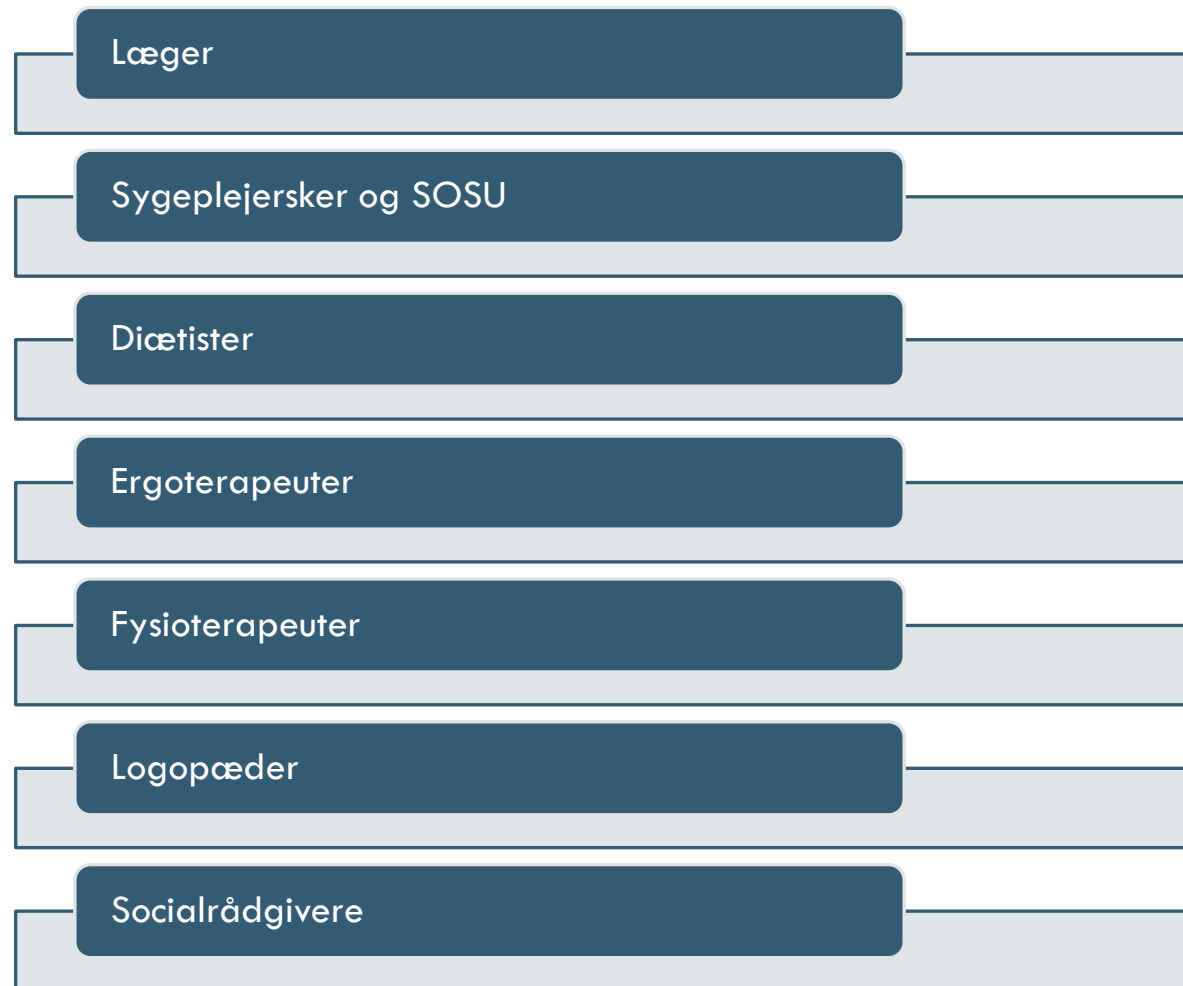 Læger
Sygeplejersker og SOSU
Diætister
Ergoterapeuter
Fysioterapeuter
Logopæder
Socialrådgivere